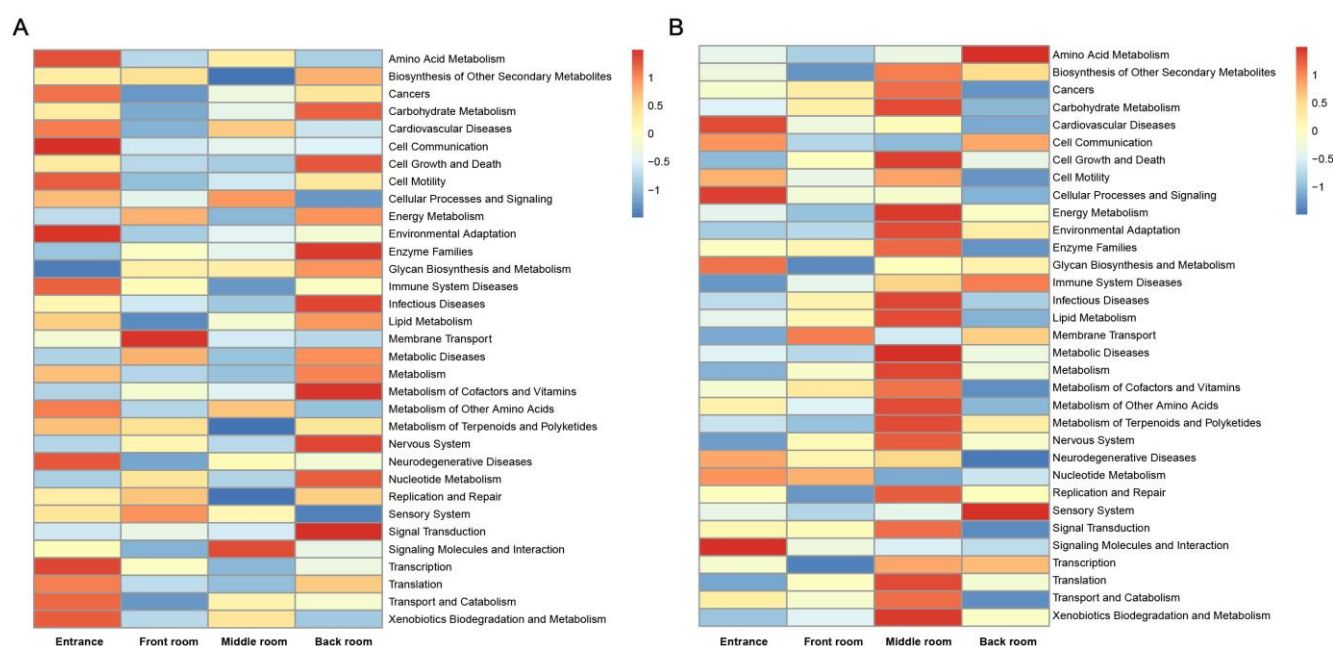 A
Amino Acid Metabolism
Biosynthesis of Other Secondary Metabolites
Cancers
Carbohydrate Metabolism
Cardiovascular Diseases
Cell Communication
Cell Growth and Death
Cell Motility
Cellular Processes and Signaling
Energy Metabolism
Environmental Adaptation
Enzyme Families
Glycan Biosynthesis and Metabolism
Immune System Diseases
Infectious Diseases
Lipid Metabolism
Membrane Transport
Metabolic Diseases
Metabolism
Metabolism of Cofactors and Vitamins
Metabolism of Other Amino Acids
Metabolism of Terpenoids and Polyketides
Nervous System
Neurodegenerative Diseases
Nucleotide Metabolism
Replication and Repair
Sensory System
Signal Transduction
Signaling Molecules and Interaction
Transcription
Translation
Transport and Catabolism
Xenobiotics Biodegradation and Metabolism
Entrance Front room Middle room Back room
1
0.5
0
−0.5
−1
B
Amino Acid Metabolism
Biosynthesis of Other Secondary Metabolites
Cancers
Carbohydrate Metabolism
Cardiovascular Diseases
Cell Communication
Cell Growth and Death
Cell Motility
Cellular Processes and Signaling
Energy Metabolism
Environmental Adaptation
Enzyme Families
Glycan Biosynthesis and Metabolism
Immune System Diseases
Infectious Diseases
Lipid Metabolism
Membrane Transport
Metabolic Diseases
Metabolism
Metabolism of Cofactors and Vitamins
Metabolism of Other Amino Acids
Metabolism of Terpenoids and Polyketides
Nervous System
Neurodegenerative Diseases
Nucleotide Metabolism
Replication and Repair
Sensory System
Signal Transduction
Signaling Molecules and Interaction
Transcription
Translation
Transport and Catabolism
Xenobiotics Biodegradation and Metabolism
Entrance Front room Middle room Back room
1
0.5
0
−0.5
−1